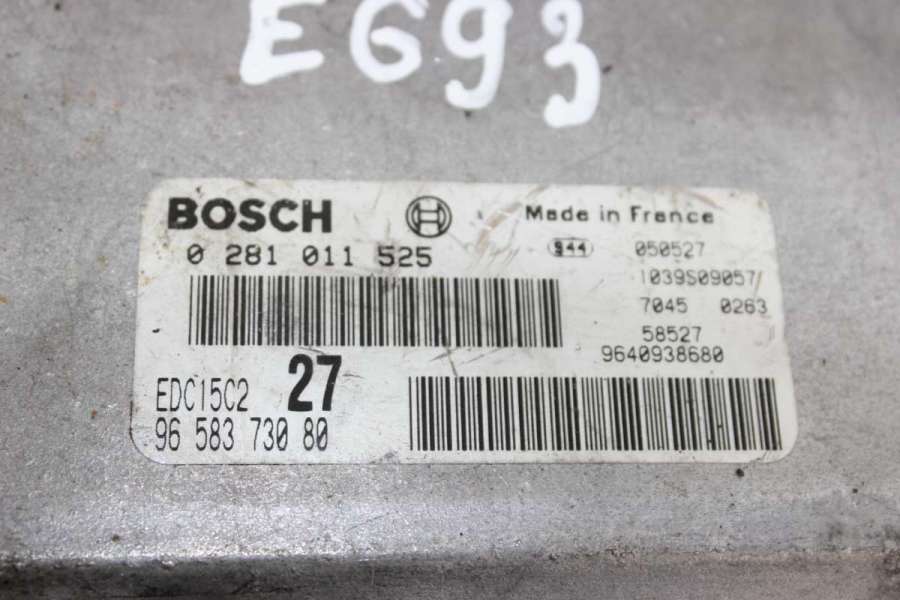 EG93
BOSCH
Made in France
0 281 011 525
944
050527
1039S09057
7045 0263
58527
9640938680
EDC15C2 27
96 583 730 80